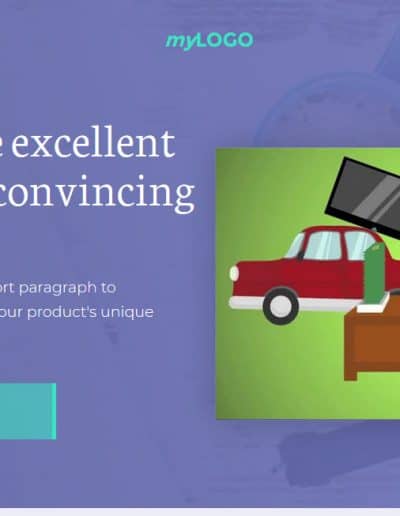 myLOGO
e excellent
convincing
ort paragraph to
our product's unique